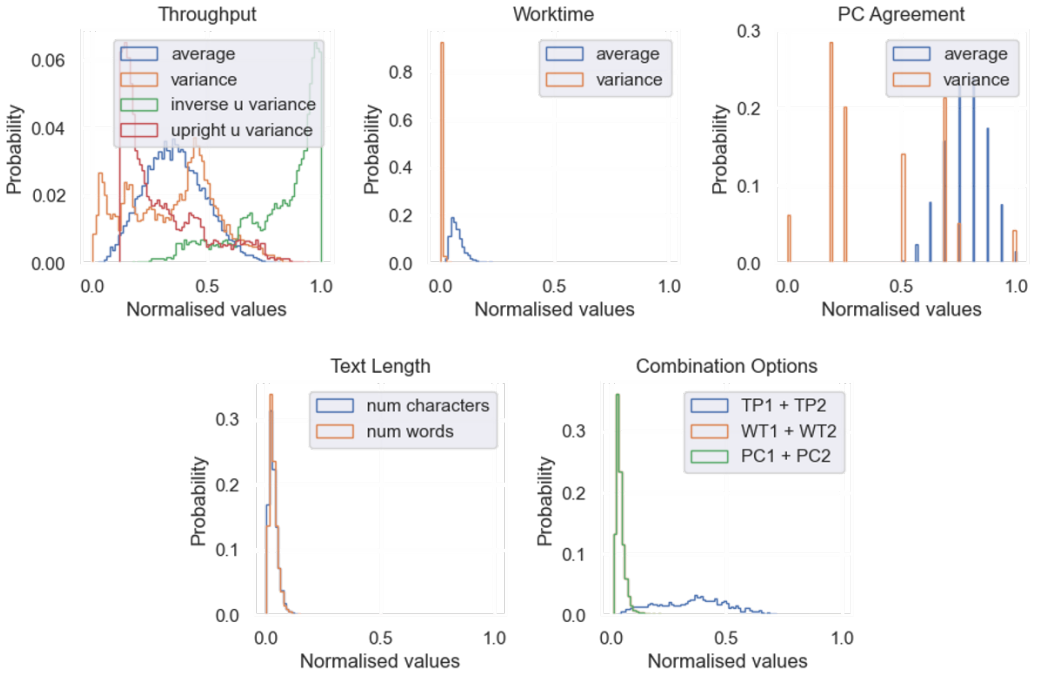 Throughput
Probability
0.06
0.04
0.02
0.00
average
variance
inverse u variance
upright u variance
0.0 0.5 1.0
Normalised values
Worktime
Probability
0.8
0.6
0.4
0.2
0.0
average
variance
0.0 0.5 1.0
Normalised values
PC Agreement
Probability
0.3
0.2
0.1
0.0
average
variance
0.0 0.5 1.0
Normalised values
Text Length
Probability
0.3
0.2
0.1
0.0
num characters
num words
0.0 0.5 1.0
Normalised values
Combination Options
Probability
0.3
0.2
0.1
0.0
TP1 + TP2
WT1 + WT2
PC1 + PC2
0.0 0.5 1.0
Normalised values